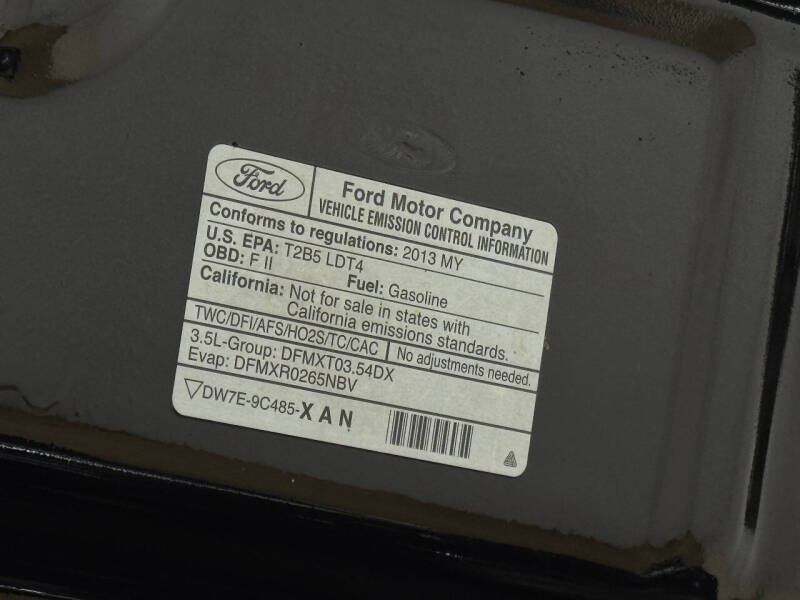 Ford
Ford Motor Company
VEHICLE EMISSION CONTROL INFORMATION
Conforms to regulations: 2013 MY
U.S. EPA: T2B5 LDT4
OBD: F II Fuel: Gasoline
California: Not for sale in states with
California emissions standards.
TWC/DFI/AFS/HO2S/TC/CAC No adjustments needed.
3.5L-Group: DFMXT03.54DX
Evap: DFMXR0265NBV
DW7E-9C485-XAN